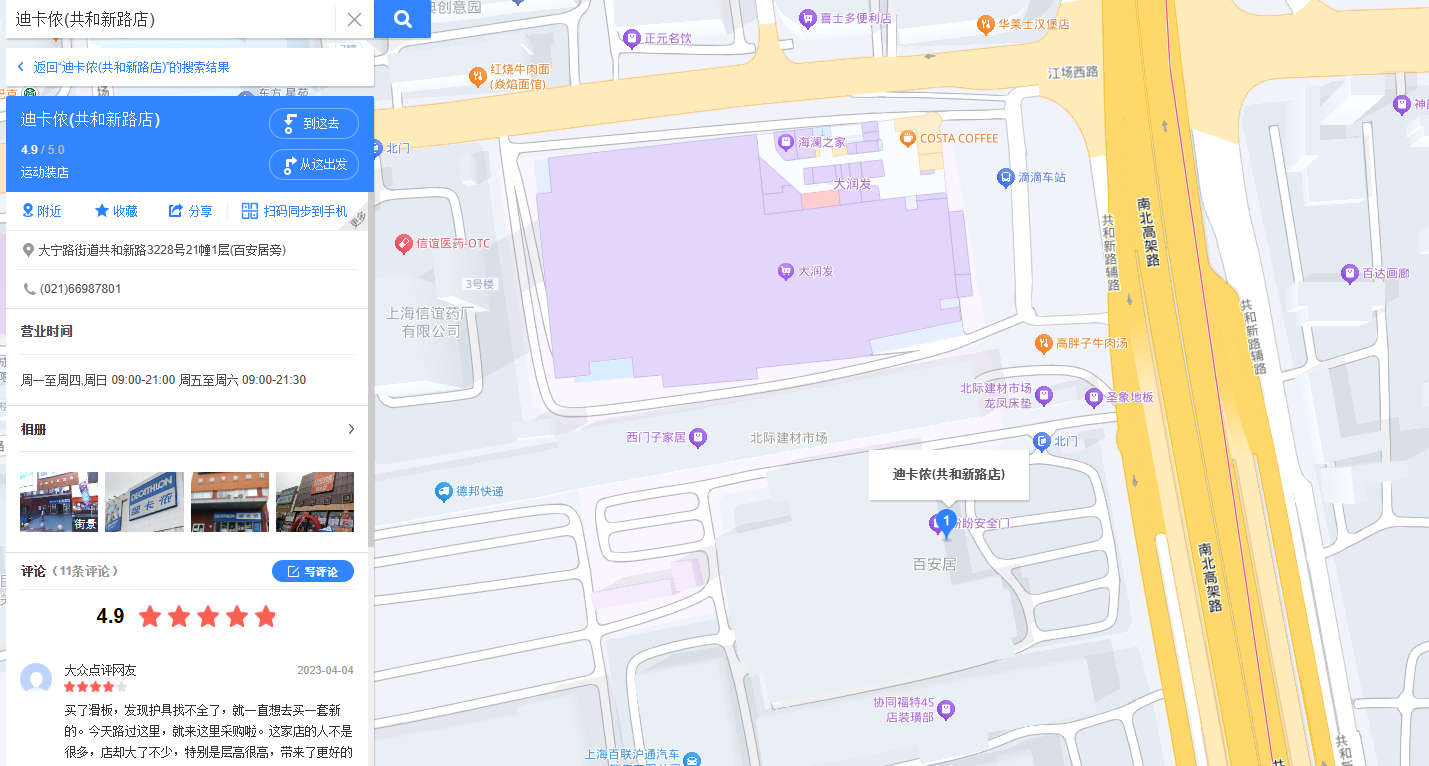 迪卡侬(共和新路店)
返回“迪卡侬(共和新路店)”的搜索结果
迪卡侬(共和新路店)
4.9 / 5.0
运动装店
到这去
从这出发
附近
收藏
分享
扫码同步到手机
更多
大宁路街道共和新路3228号21幢1层(百安居旁)
(021)66987801
营业时间
周一至周四,周日 09:00-21:00 周五至周六 09:00-21:30
相册
DECATHLON
街景
评论（11条评论）
写评论
4.9
大众点评网友
2023-04-04
买了滑板，发现护具找不全了，就一直想去买一套新
的。今天路过这里，就来这里采购啦。这家店的人不是
很多，店却大了不少，特别是层高很高，带来了更好的
创意园
正元名饮
喜士多便利店
华莱士汉堡店
红烧牛肉面
(焱焰面馆)
江场西路
北门
海澜之家
COSTA COFFEE
大润发
滴滴车站
信谊医药-OTC
大润发
3号楼
上海信谊药厂
有限公司
南北高架路
共和新路辅路
百达画廊
共和新路辅路
高胖子牛肉汤
北际建材市场
龙凤床垫
圣象地板
西门子家居
北际建材市场
北门
德邦快递
迪卡侬(共和新路店)
1
盼安全门
百安居
南北高架路
协同福特4S
店装璜部
上海百联沪通汽车